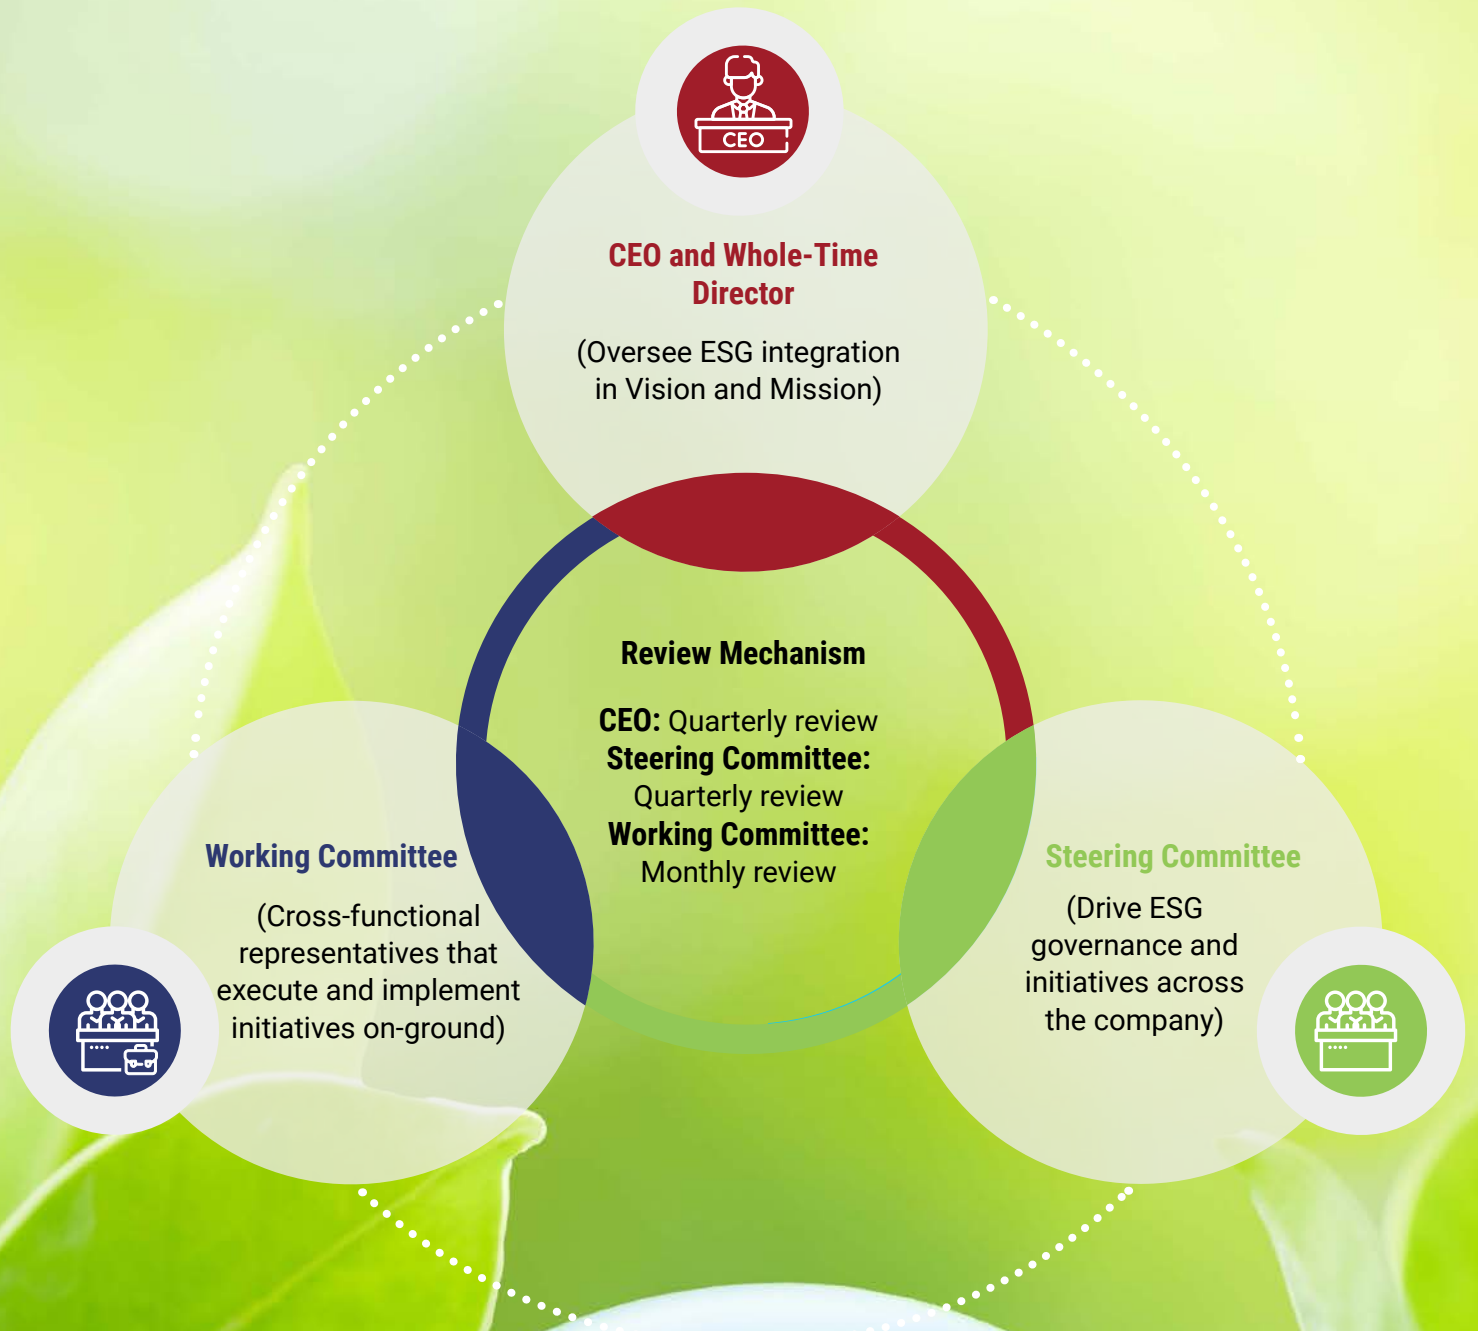 CEO
CEO and Whole-Time
Director
(Oversee ESG integration
in Vision and Mission)
Review Mechanism
CEO: Quarterly review
Steering Committee:
Quarterly review
Working Committee:
Monthly review
Working Committee
(Cross-functional
representatives that
execute and implement
initiatives on-ground)
Steering Committee
(Drive ESG
governance and
initiatives across
the company)